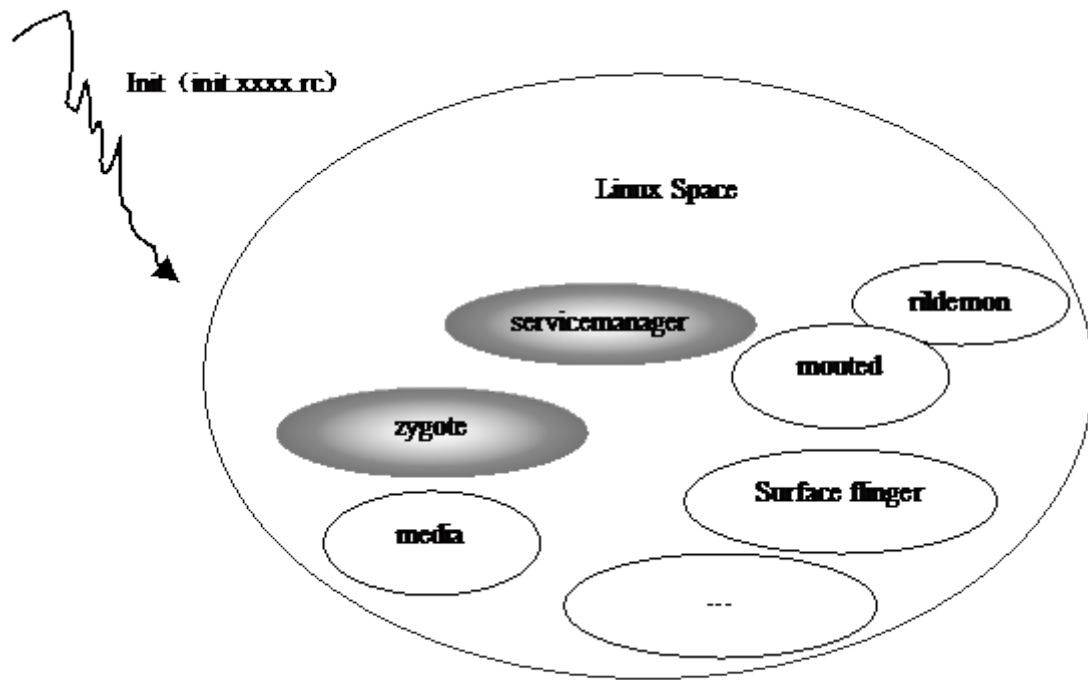 Init (init.xxxx.rc)
Linux Space
rildemon
servicemanager
mouted
zygote
Surface flinger
media
---